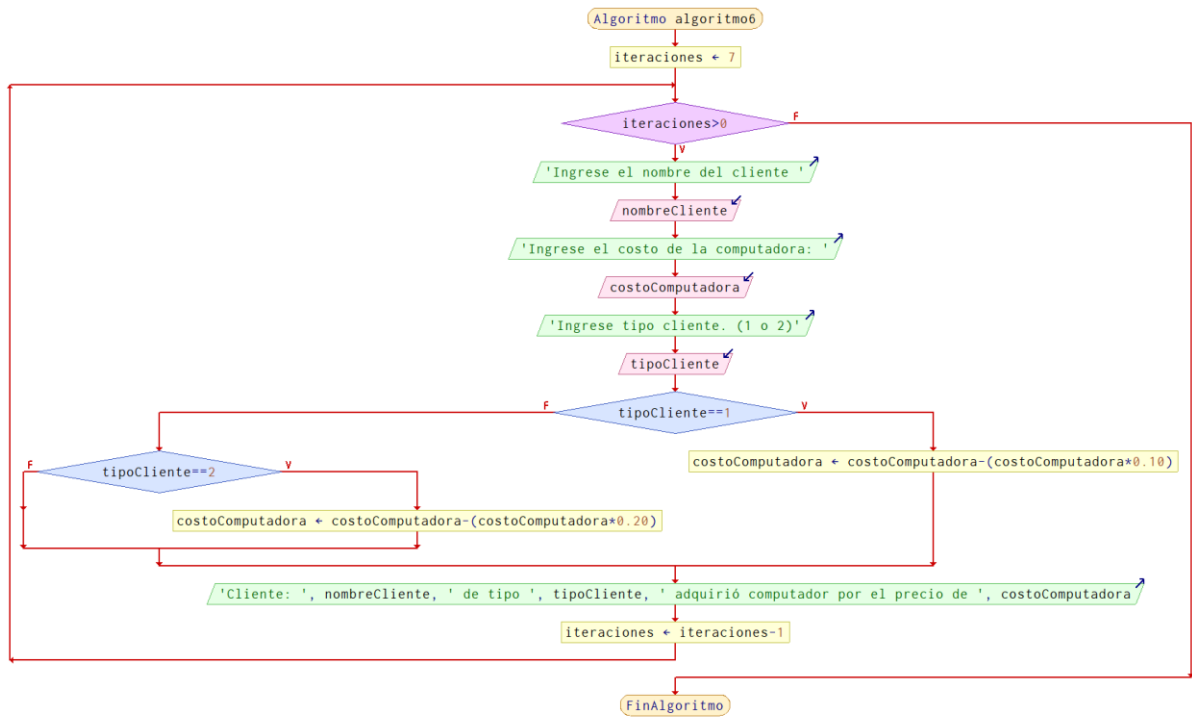 Algoritmo algoritmo6
iteraciones ← 7
iteraciones>0
F
V
'Ingrese el nombre del cliente '
nombreCliente
'Ingrese el costo de la computadora: '
costoComputadora
'Ingrese tipo cliente. (1 o 2)'
tipoCliente
F
tipoCliente==1
V
costoComputadora ← costoComputadora-(costoComputadora*0.10)
F
tipoCliente==2
V
costoComputadora ← costoComputadora-(costoComputadora*0.20)
'Cliente: ', nombreCliente, ' de tipo ', tipoCliente, ' adquirió computador por el precio de ', costoComputadora
iteraciones ← iteraciones-1
FinAlgoritmo